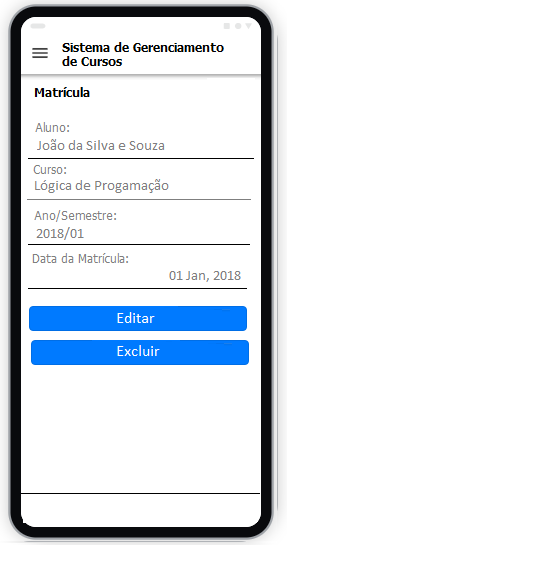 Sistema de Gerenciamento
de Cursos
Matrícula
Aluno:
João da Silva e Souza
Curso:
Lógica de Progamação
Ano/Semestre:
2018/01
Data da Matrícula:
01 Jan, 2018
Editar
Excluir